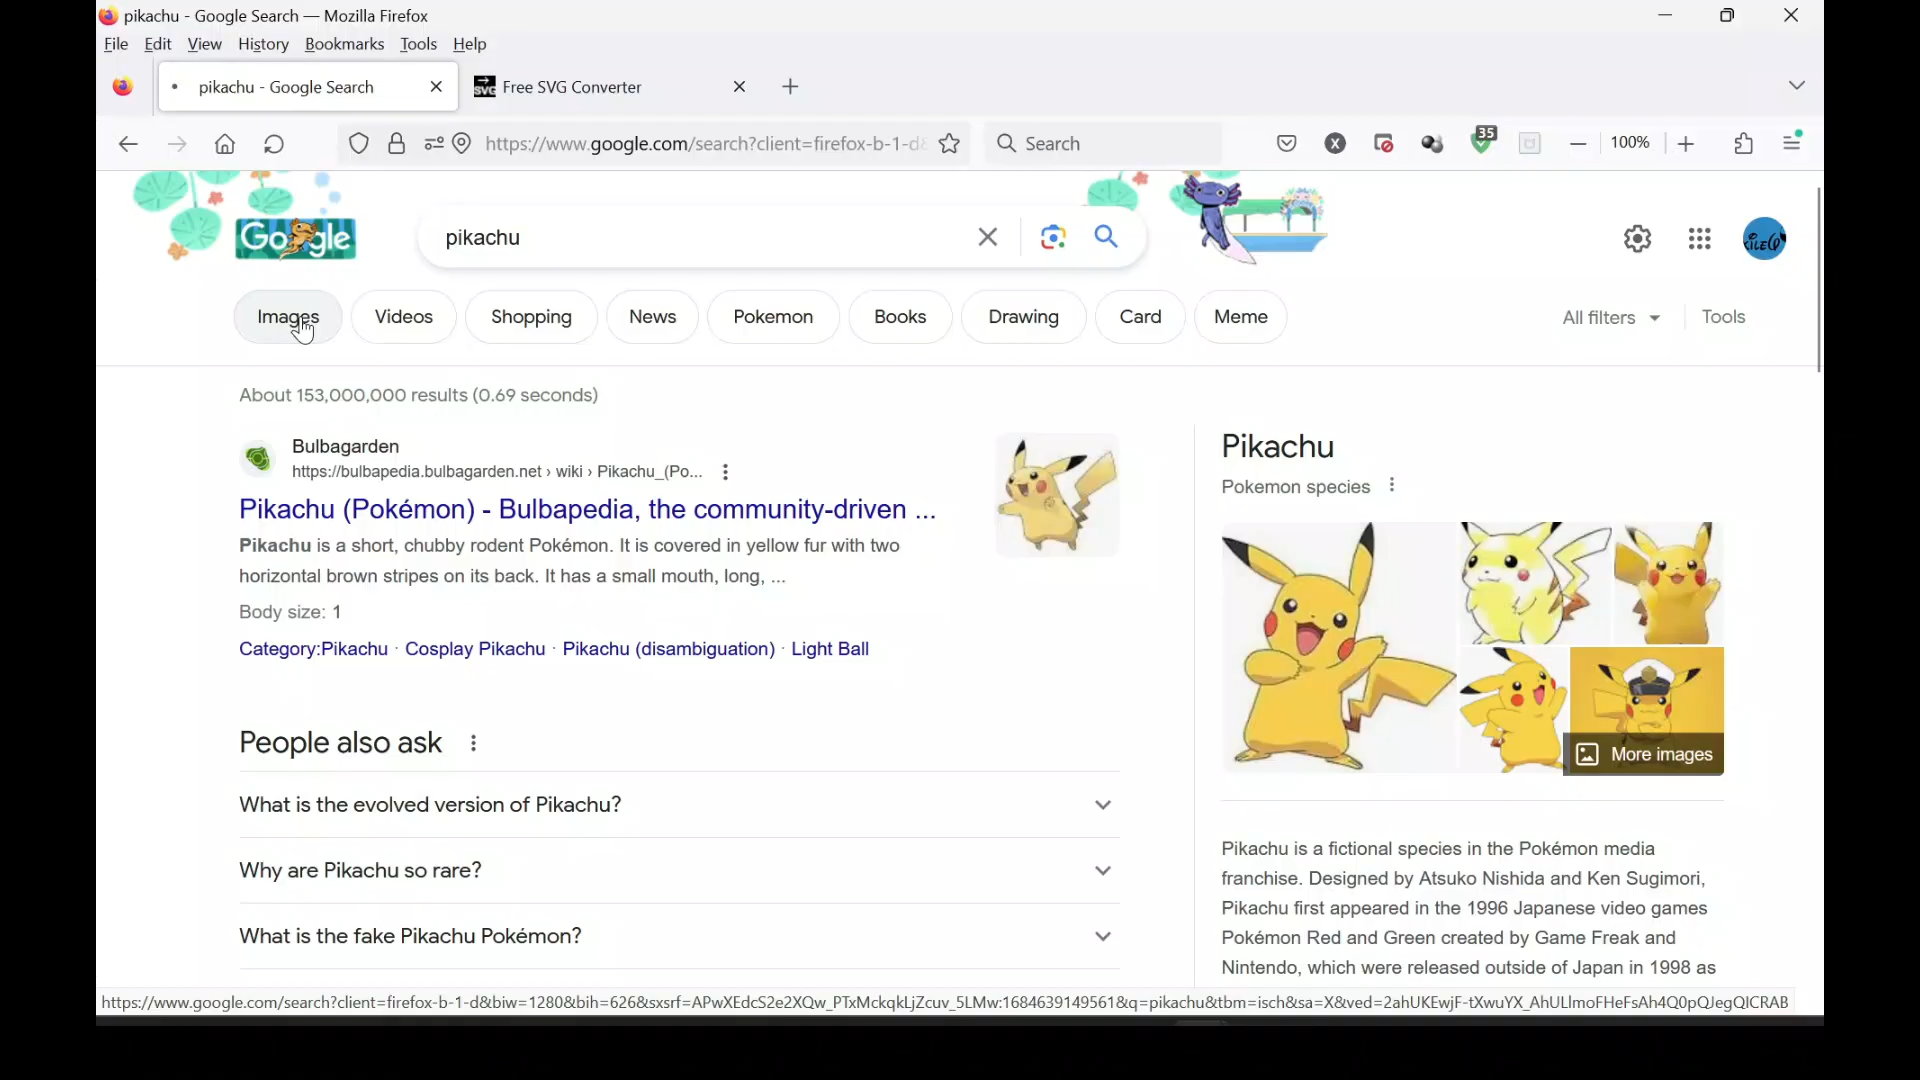 pikachu - Google Search — Mozilla Firefox
File Edit View History Bookmarks Tools Help
pikachu - Google Search
SVG Free SVG Converter
https://www.google.com/search?client=firefox-b-1-d
Search
35
100%
Google
pikachu
Images Videos Shopping News Pokemon Books Drawing Card Meme
All filters Tools
About 153,000,000 results (0.69 seconds)
Bulbagarden
https://bulbapedia.bulbagarden.net › wiki › Pikachu_(Po...
Pikachu (Pokémon) - Bulbapedia, the community-driven ...
Pikachu is a short, chubby rodent Pokémon. It is covered in yellow fur with two
horizontal brown stripes on its back. It has a small mouth, long, ...
Body size: 1
Category:Pikachu · Cosplay Pikachu · Pikachu (disambiguation) · Light Ball
People also ask
What is the evolved version of Pikachu?
Why are Pikachu so rare?
What is the fake Pikachu Pokémon?
Pikachu
Pokemon species
More images
Pikachu is a fictional species in the Pokémon media
franchise. Designed by Atsuko Nishida and Ken Sugimori,
Pikachu first appeared in the 1996 Japanese video games
Pokémon Red and Green created by Game Freak and
Nintendo, which were released outside of Japan in 1998 as
https://www.google.com/search?client=firefox-b-1-d&biw=1280&bih=626&sxsrf=APwXEdcS2e2XQw_PTxMckqkLjZcuv_5LMw:1684639149561&q=pikachu&tbm=isch&sa=X&ved=2ahUKEwjF-tXwuYX_AhULlmoFHeFsAh4Q0pQJegQICRAB